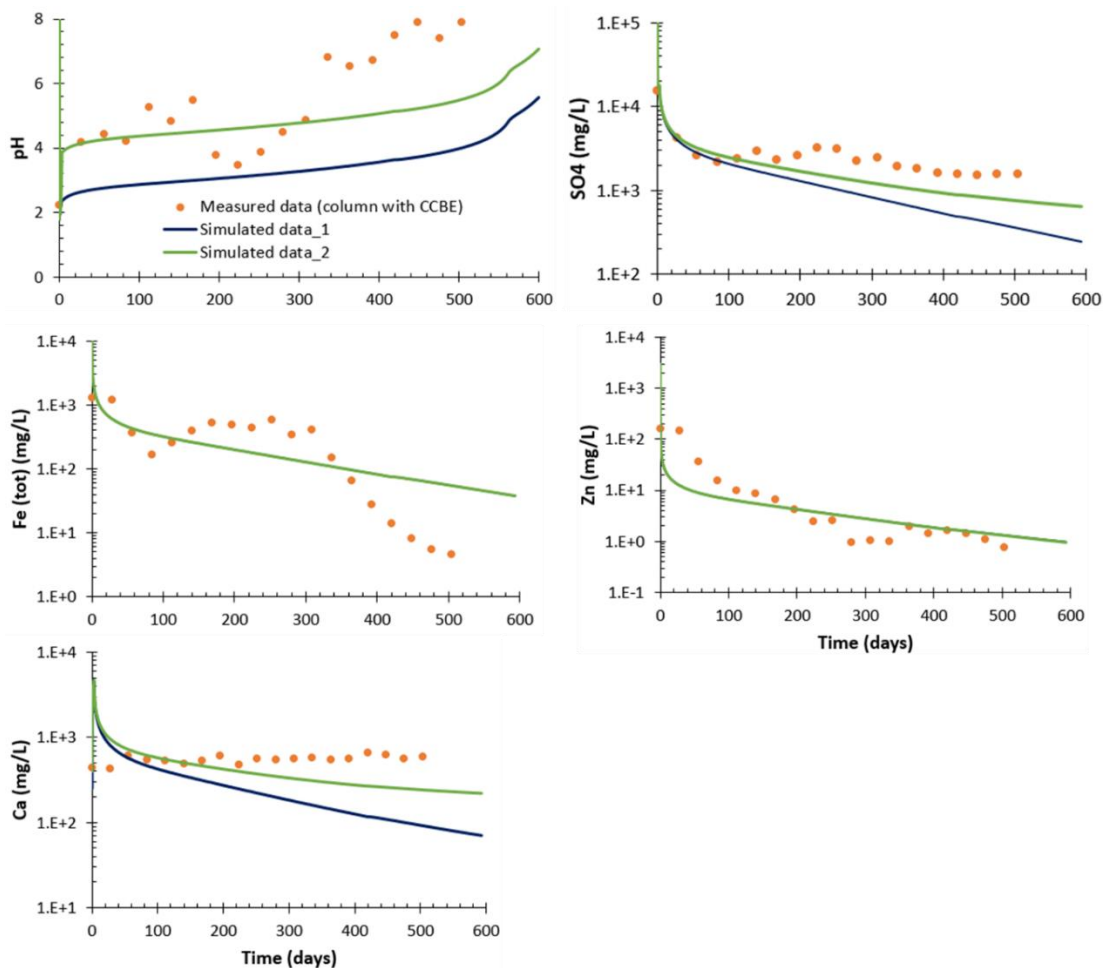 8
6
4
2
0
pH
0 100 200 300 400 500 600
Measured data (column with CCBE)
Simulated data_1
Simulated data_2
1.E+5
1.E+4
1.E+3
1.E+2
SO4 (mg/L)
0 100 200 300 400 500 600
1.E+4
1.E+3
1.E+2
1.E+1
1.E+0
Fe (tot) (mg/L)
0 100 200 300 400 500 600
1.E+4
1.E+3
1.E+2
1.E+1
1.E+0
1.E-1
Zn (mg/L)
0 100 200 300 400 500 600
Time (days)
1.E+4
1.E+3
1.E+2
1.E+1
Ca (mg/L)
0 100 200 300 400 500 600
Time (days)